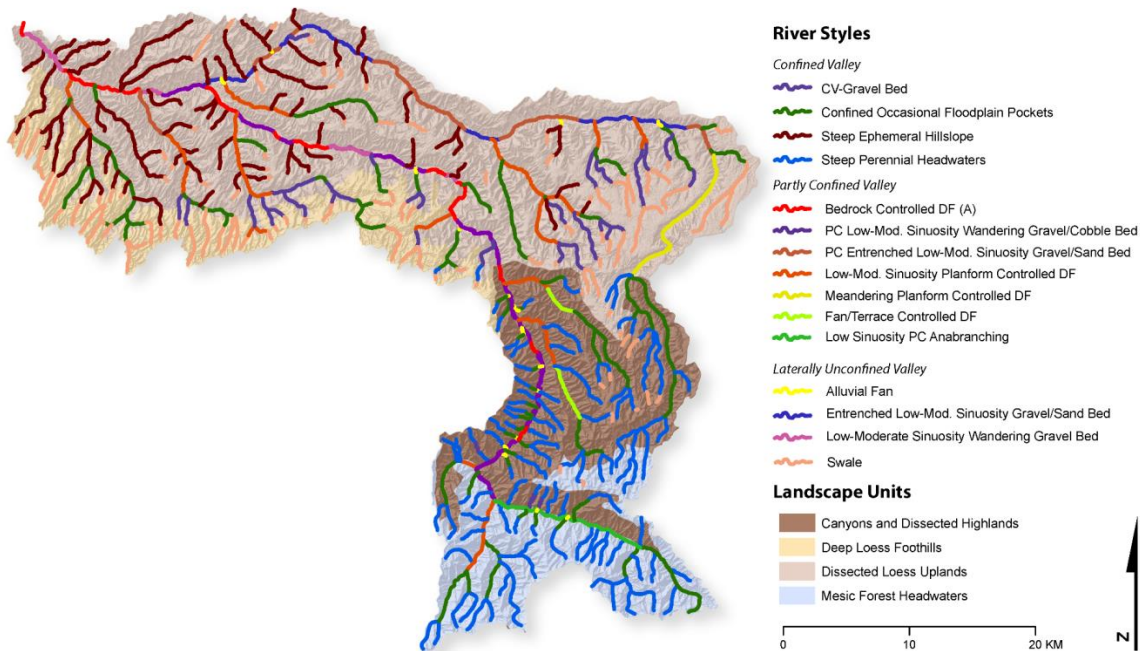 River Styles
Confined Valley
CV-Gravel Bed
Confined Occasional Floodplain Pockets
Steep Ephemeral Hillslope
Steep Perennial Headwaters
Partly Confined Valley
Bedrock Controlled DF (A)
PC Low-Mod. Sinuosity Wandering Gravel/Cobble Bed
PC Entrenched Low-Mod. Sinuosity Gravel/Sand Bed
Low-Mod. Sinuosity Planform Controlled DF
Meandering Planform Controlled DF
Fan/Terrace Controlled DF
Low Sinuosity PC Anabranching
Laterally Unconfined Valley
Alluvial Fan
Entrenched Low-Mod. Sinuosity Gravel/Sand Bed
Low-Moderate Sinuosity Wandering Gravel Bed
Swale
Landscape Units
Canyons and Dissected Highlands
Deep Loess Foothills
Dissected Loess Uplands
Mesic Forest Headwaters
0 10 20 KM
N